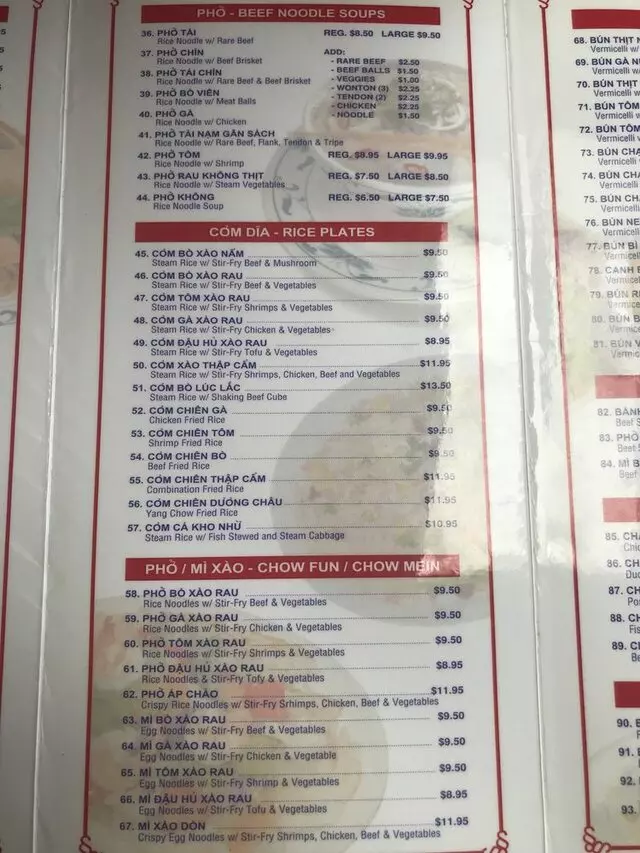 PHỞ - BEEF NOODLE SOUPS
36. PHỞ TÁI REG. $8.50 LARGE $9.50
Rice Noodle w/ Rare Beef
37. PHỞ CHÍN
Rice Noodle w/ Beef Brisket
38. PHỞ TÁI CHÍN
Rice Noodle w/ Rare Beef & Beef Brisket
39. PHỞ BÒ VIÊN
Rice Noodle w/ Meat Balls
40. PHỞ GÀ
Rice Noodle w/ Chicken
ADD:
- RARE BEEF $2.50
- BEEF BALLS $1.50
- VEGGIES $1.00
- WONTON (3) $2.25
- TENDON (2) $2.25
- CHICKEN $2.25
- NOODLE $1.50
41. PHỞ TÁI NẠM GÂN SÁCH
Rice Noodle w/ Rare Beef, Flank, Tendon & Tripe
42. PHỞ TÔM REG. $8.95 LARGE $9.95
Rice Noodle w/ Shrimp
43. PHỞ RAU KHÔNG THỊT REG. $7.50 LARGE $8.50
Rice Noodle w/ Steam Vegetables
44. PHỞ KHÔNG REG. $6.50 LARGE $7.50
Rice Noodle Soup
CƠM DĨA - RICE PLATES
45. CƠM BÒ XÀO NẤM $9.50
Steam Rice w/ Stir-Fry Beef & Mushroom
46. CƠM BÒ XÀO RAU $9.50
Steam Rice w/ Stir-Fry Beef & Vegetables
47. CƠM TÔM XÀO RAU $9.50
Steam Rice w/ Stir-Fry Shrimps & Vegetables
48. CƠM GÀ XÀO RAU $9.50
Steam Rice w/ Stir-Fry Chicken & Vegetables
49. CƠM ĐẬU HỦ XÀO RAU $8.95
Steam Rice w/ Stir-Fry Tofu & Vegetables
50. CƠM XÀO THẬP CẨM $11.95
Steam Rice w/ Stir-Fry Shrimps, Chicken, Beef and Vegetables
51. CƠM BÒ LÚC LẮC $13.50
Steam Rice w/ Shaking Beef Cube
52. CƠM CHIÊN GÀ $9.50
Chicken Fried Rice
53. CƠM CHIÊN TÔM $9.50
Shrimp Fried Rice
54. CƠM CHIÊN BÒ $9.50
Beef Fried Rice
55. CƠM CHIÊN THẬP CẨM $11.95
Combination Fried Rice
56. CƠM CHIÊN DƯƠNG CHÂU $11.95
Yang Chow Fried Rice
57. CƠM CÁ KHO NHỪ $10.95
Steam Rice w/ Fish Stewed and Steam Cabbage
PHỞ / MÌ XÀO - CHOW FUN / CHOW MEIN
58. PHỞ BÒ XÀO RAU $9.50
Rice Noodles w/ Stir-Fry Beef & Vegetables
59. PHỞ GÀ XÀO RAU $9.50
Rice Noodles w/ Stir-Fry Chicken & Vegetables
60. PHỞ TÔM XÀO RAU $9.50
Rice Noodles w/ Stir-Fry Shrimps & Vegetables
61. PHỞ ĐẬU HỦ XÀO RAU $8.95
Rice Noodles & Stir-Fry Tofy & Vegetables
62. PHỞ ÁP CHẢO $11.95
Crispy Rice Noodles w/ Stir-Fry Srhimps, Chicken, Beef & Vegetables
63. MÌ BÒ XÀO RAU $9.50
Egg Noodles w/ Stir-Fry Beef & Vegetables
64. MÌ GÀ XÀO RAU $9.50
Egg Noodles w/ Stir-Fry Chicken & Vegetable
65. MÌ TÔM XÀO RAU $9.50
Egg Noodles w/ Stir-Fry Shrimp & Vegetables
66. MÌ ĐẬU HỦ XÀO RAU $8.95
Egg Noodles w/ Stir-Fry Tofu & Vegetables
67. MÌ XÀO DÒN $11.95
Crispy Egg Noodles w/ Stir-Fry Shrimps, Chicken, Beef & Vegetables
68. BÚN THỊT
Vermicelli w/
69. BÚN GÀ
Vermicelli w
70. BÚN THỊT
Vermicelli w
71. BÚN TÔM
Vermicelli w
72. BÚN TÔM
Vermicelli
73. BÚN
Vermicelli
74. BÚN
Vermicelli
75. BÚN
Vermicelli
76. BÚN
Vermicelli
77. BÚN
78.
79. BÚN
80. BÚN
81. BÚN
82. BÁNH
Beef
83. PHỞ
Beef
84. MÌ
Beef
85.
86.
87.
88.
89.
90.
91.
92.
93.